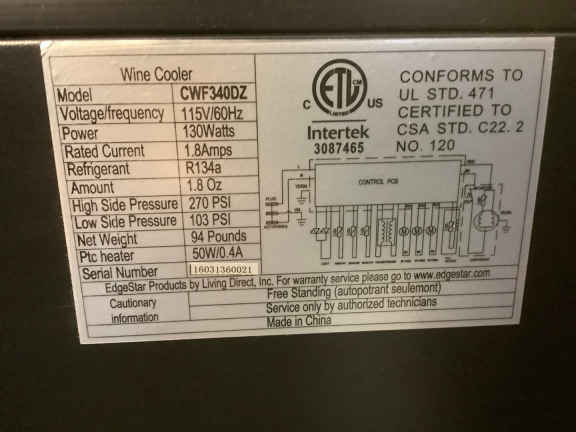 Wine Cooler
Model CWF340DZ
Voltage/frequency 115V/60Hz
Power 130Watts
Rated Current 1.8Amps
Refrigerant R134a
Amount 1.8 Oz
High Side Pressure 270 PSI
Low Side Pressure 103 PSI
Net Weight 94 Pounds
Ptc heater 50W/0.4A
Serial Number 16031360021
ETL
CM
LISTED
C US
Intertek
3087465
CONFORMS TO
UL STD. 471
CERTIFIED TO
CSA STD. C22. 2
NO. 120
CONTROL PCB
EdgeStar Products by Living Direct, Inc. For warranty service please go to www.edgestar.com
Cautionary
information
Free Standing (autopotrant seulemont)
Service only by authorized technicians
Made in China